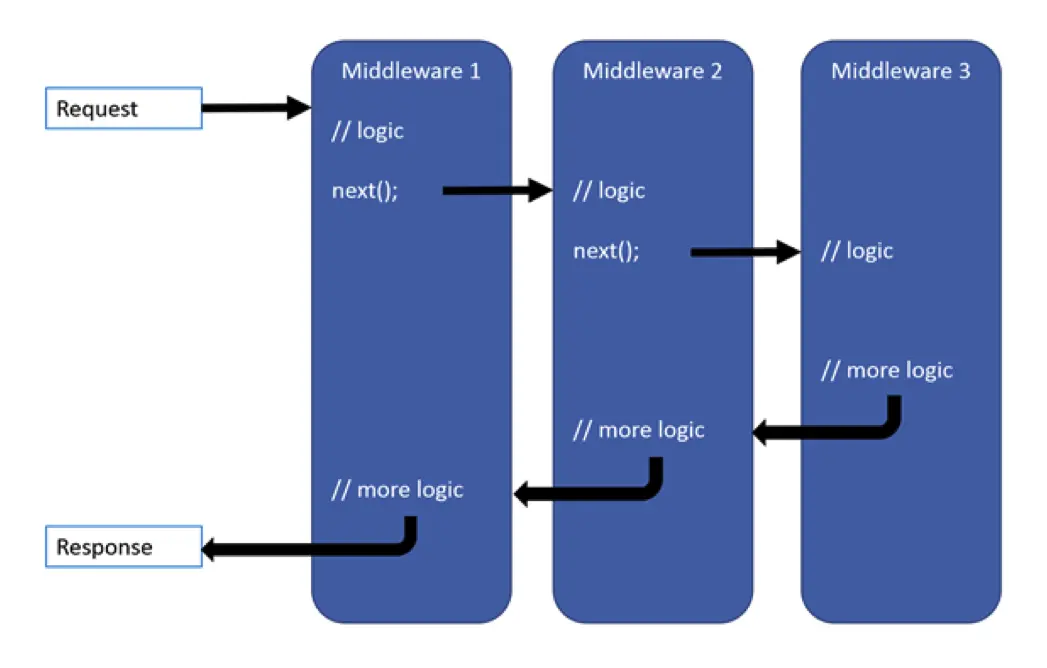 Middleware 1
Middleware 2
Middleware 3
Request
// logic
next();
// logic
next();
// logic
// more logic
// more logic
// more logic
Response